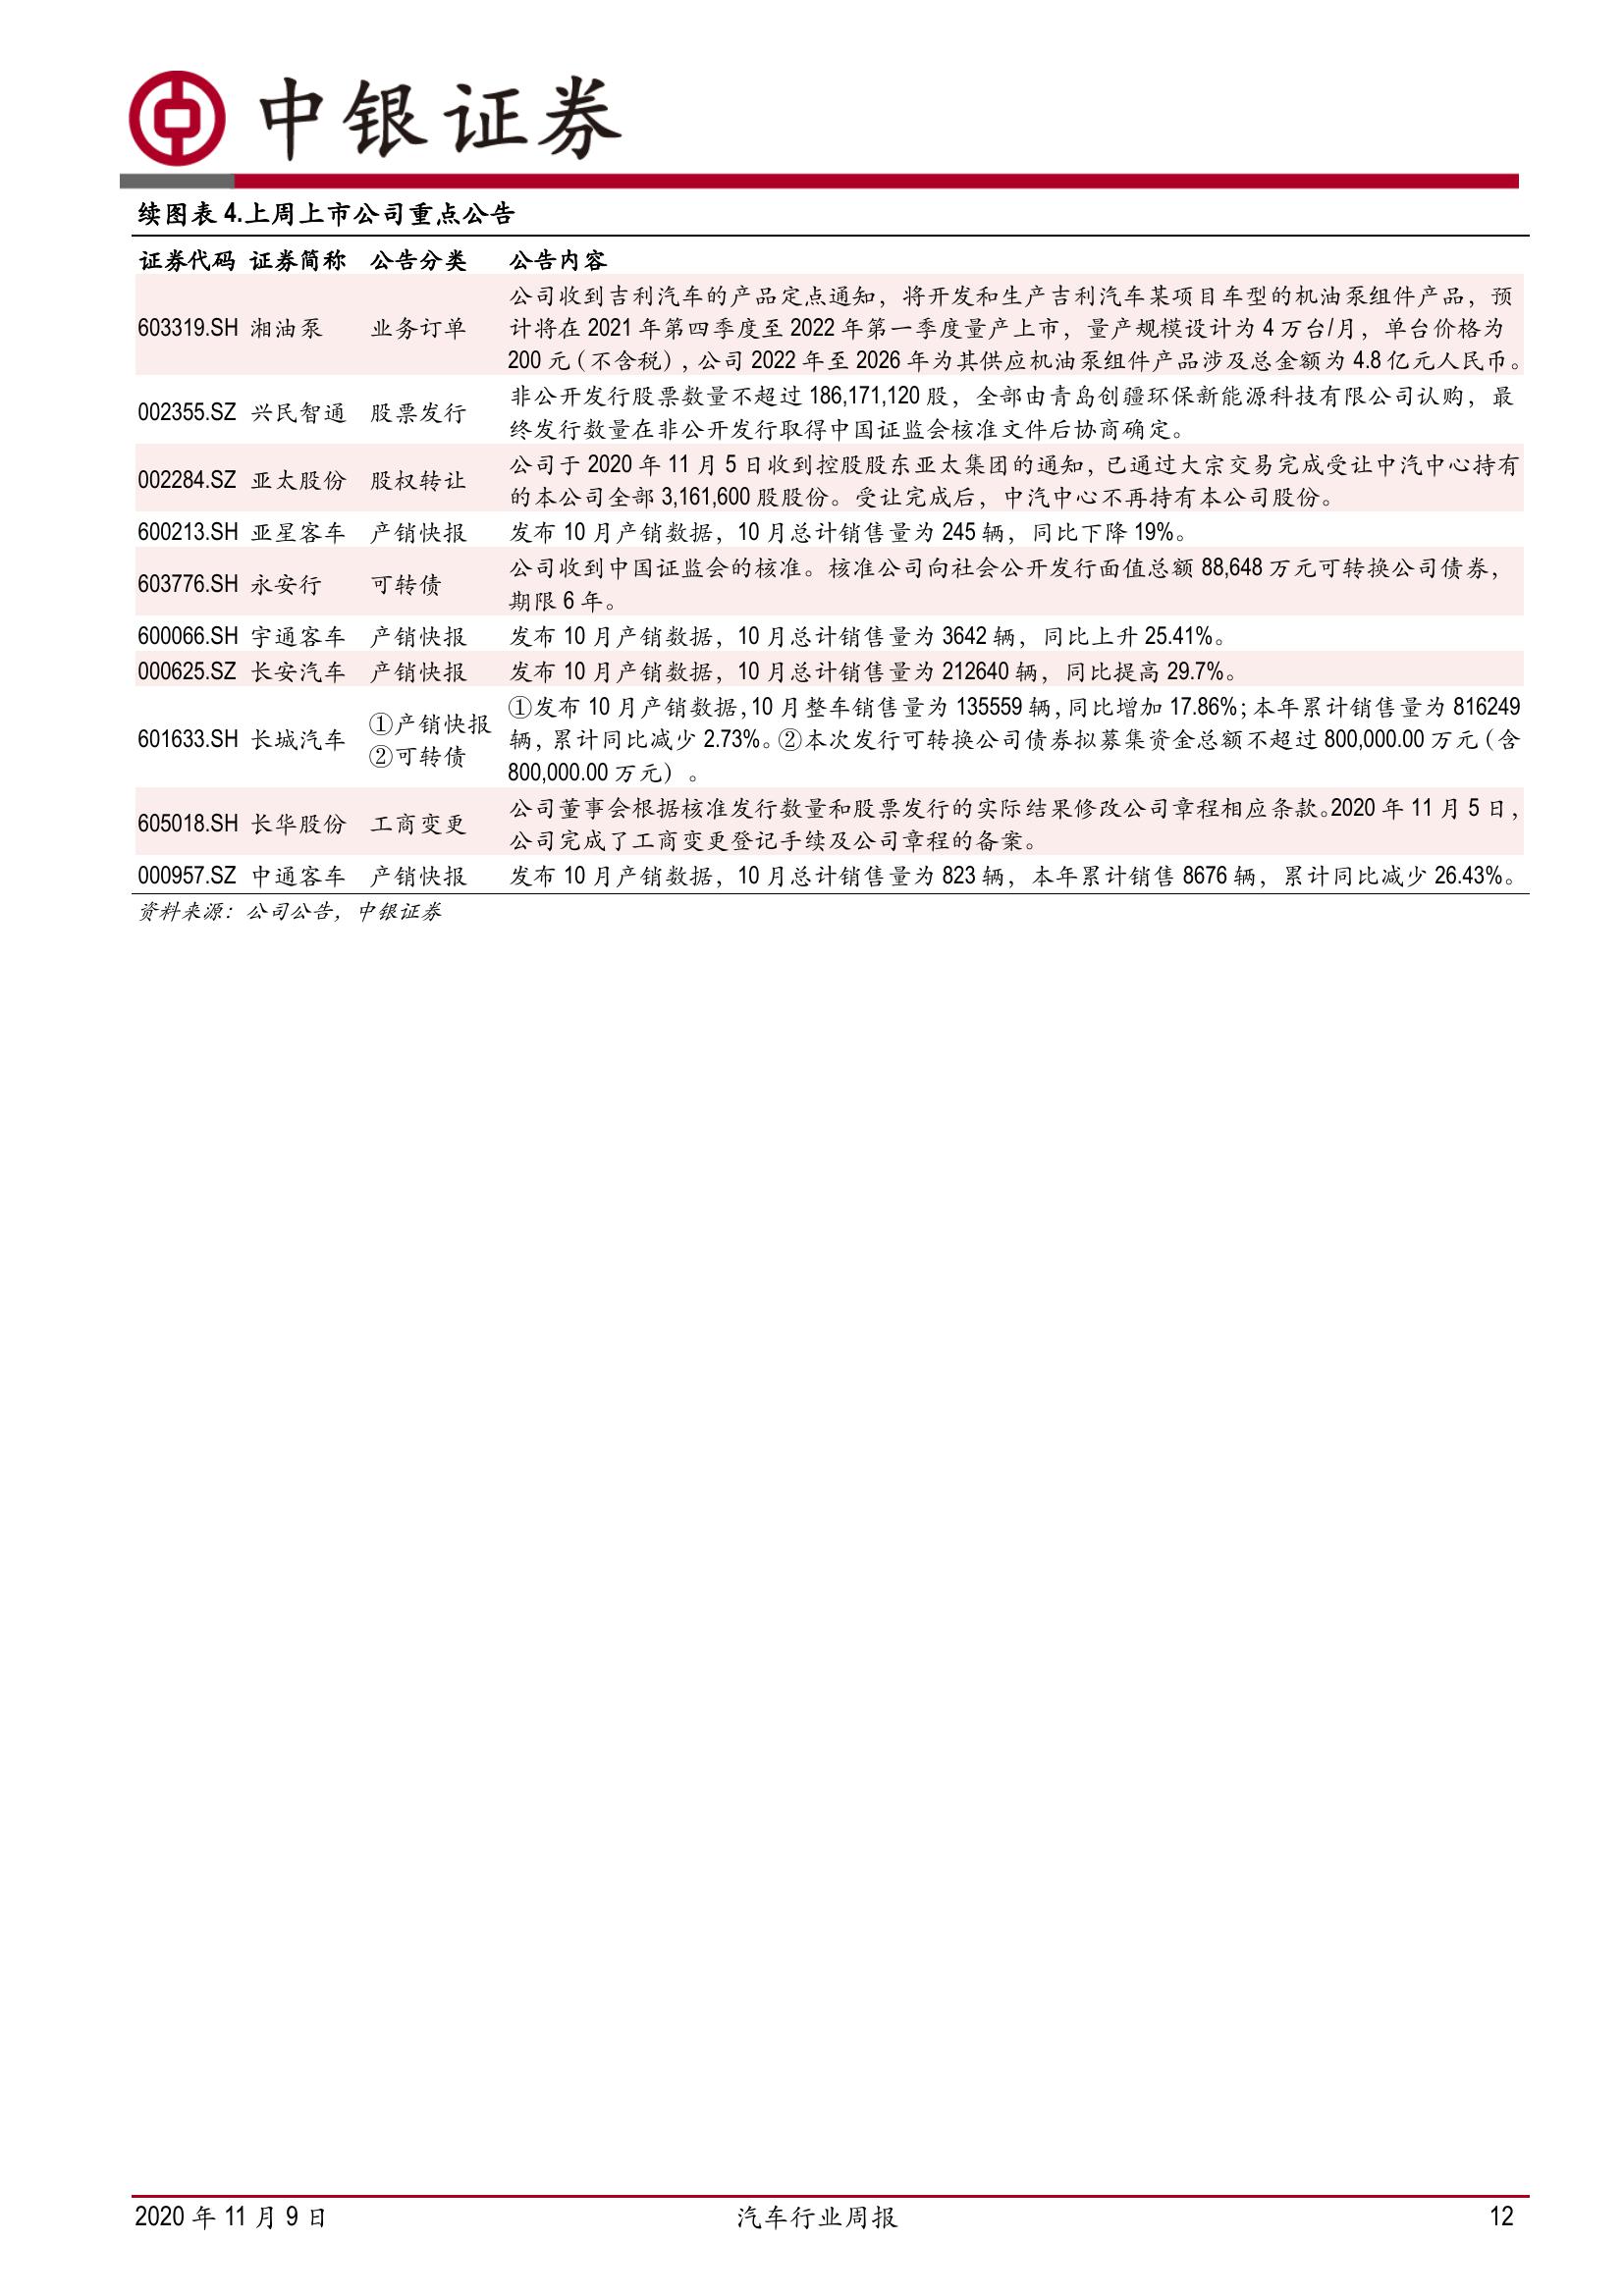 中银证券
续图表 4.上周上市公司重点公告
证券代码 证券简称 公告分类 公告内容
603319.SH 湘油泵 业务订单 公司收到吉利汽车的产品定点通知，将开发和生产吉利汽车某项目车型的机油泵组件产品，预
计将在 2021 年第四季度至 2022 年第一季度量产上市，量产规模设计为 4 万台/月，单台价格为
200 元（不含税），公司 2022 年至 2026 年为其供应机油泵组件产品涉及总金额为 4.8 亿元人民币。
002355.SZ 兴民智通 股票发行 非公开发行股票数量不超过 186,171,120 股，全部由青岛创疆环保新能源科技有限公司认购，最
终发行数量在非公开发行取得中国证监会核准文件后协商确定。
002284.SZ 亚太股份 股权转让 公司于 2020 年 11 月 5 日收到控股股东亚太集团的通知，已通过大宗交易完成受让中汽中心持有
的本公司全部 3,161,600 股股份。受让完成后，中汽中心不再持有本公司股份。
600213.SH 亚星客车 产销快报 发布 10 月产销数据，10 月总计销售量为 245 辆，同比下降 19%。
603776.SH 永安行 可转债 公司收到中国证监会的核准。核准公司向社会公开发行面值总额 88,648 万元可转换公司债券，
期限 6 年。
600066.SH 宇通客车 产销快报 发布 10 月产销数据，10 月总计销售量为 3642 辆，同比上升 25.41%。
000625.SZ 长安汽车 产销快报 发布 10 月产销数据，10 月总计销售量为 212640 辆，同比提高 29.7%。
601633.SH 长城汽车 ①产销快报 ②可转债 ①发布 10 月产销数据，10 月整车销售量为 135559 辆，同比增加 17.86%；本年累计销售量为 816249
辆，累计同比减少 2.73%。②本次发行可转换公司债券拟募集资金总额不超过 800,000.00 万元（含
800,000.00 万元）。
605018.SH 长华股份 工商变更 公司董事会根据核准发行数量和股票发行的实际结果修改公司章程相应条款。2020 年 11 月 5 日，
公司完成了工商变更登记手续及公司章程的备案。
000957.SZ 中通客车 产销快报 发布 10 月产销数据，10 月总计销售量为 823 辆，本年累计销售 8676 辆，累计同比减少 26.43%。
资料来源：公司公告，中银证券
2020 年 11 月 9 日 汽车行业周报 12